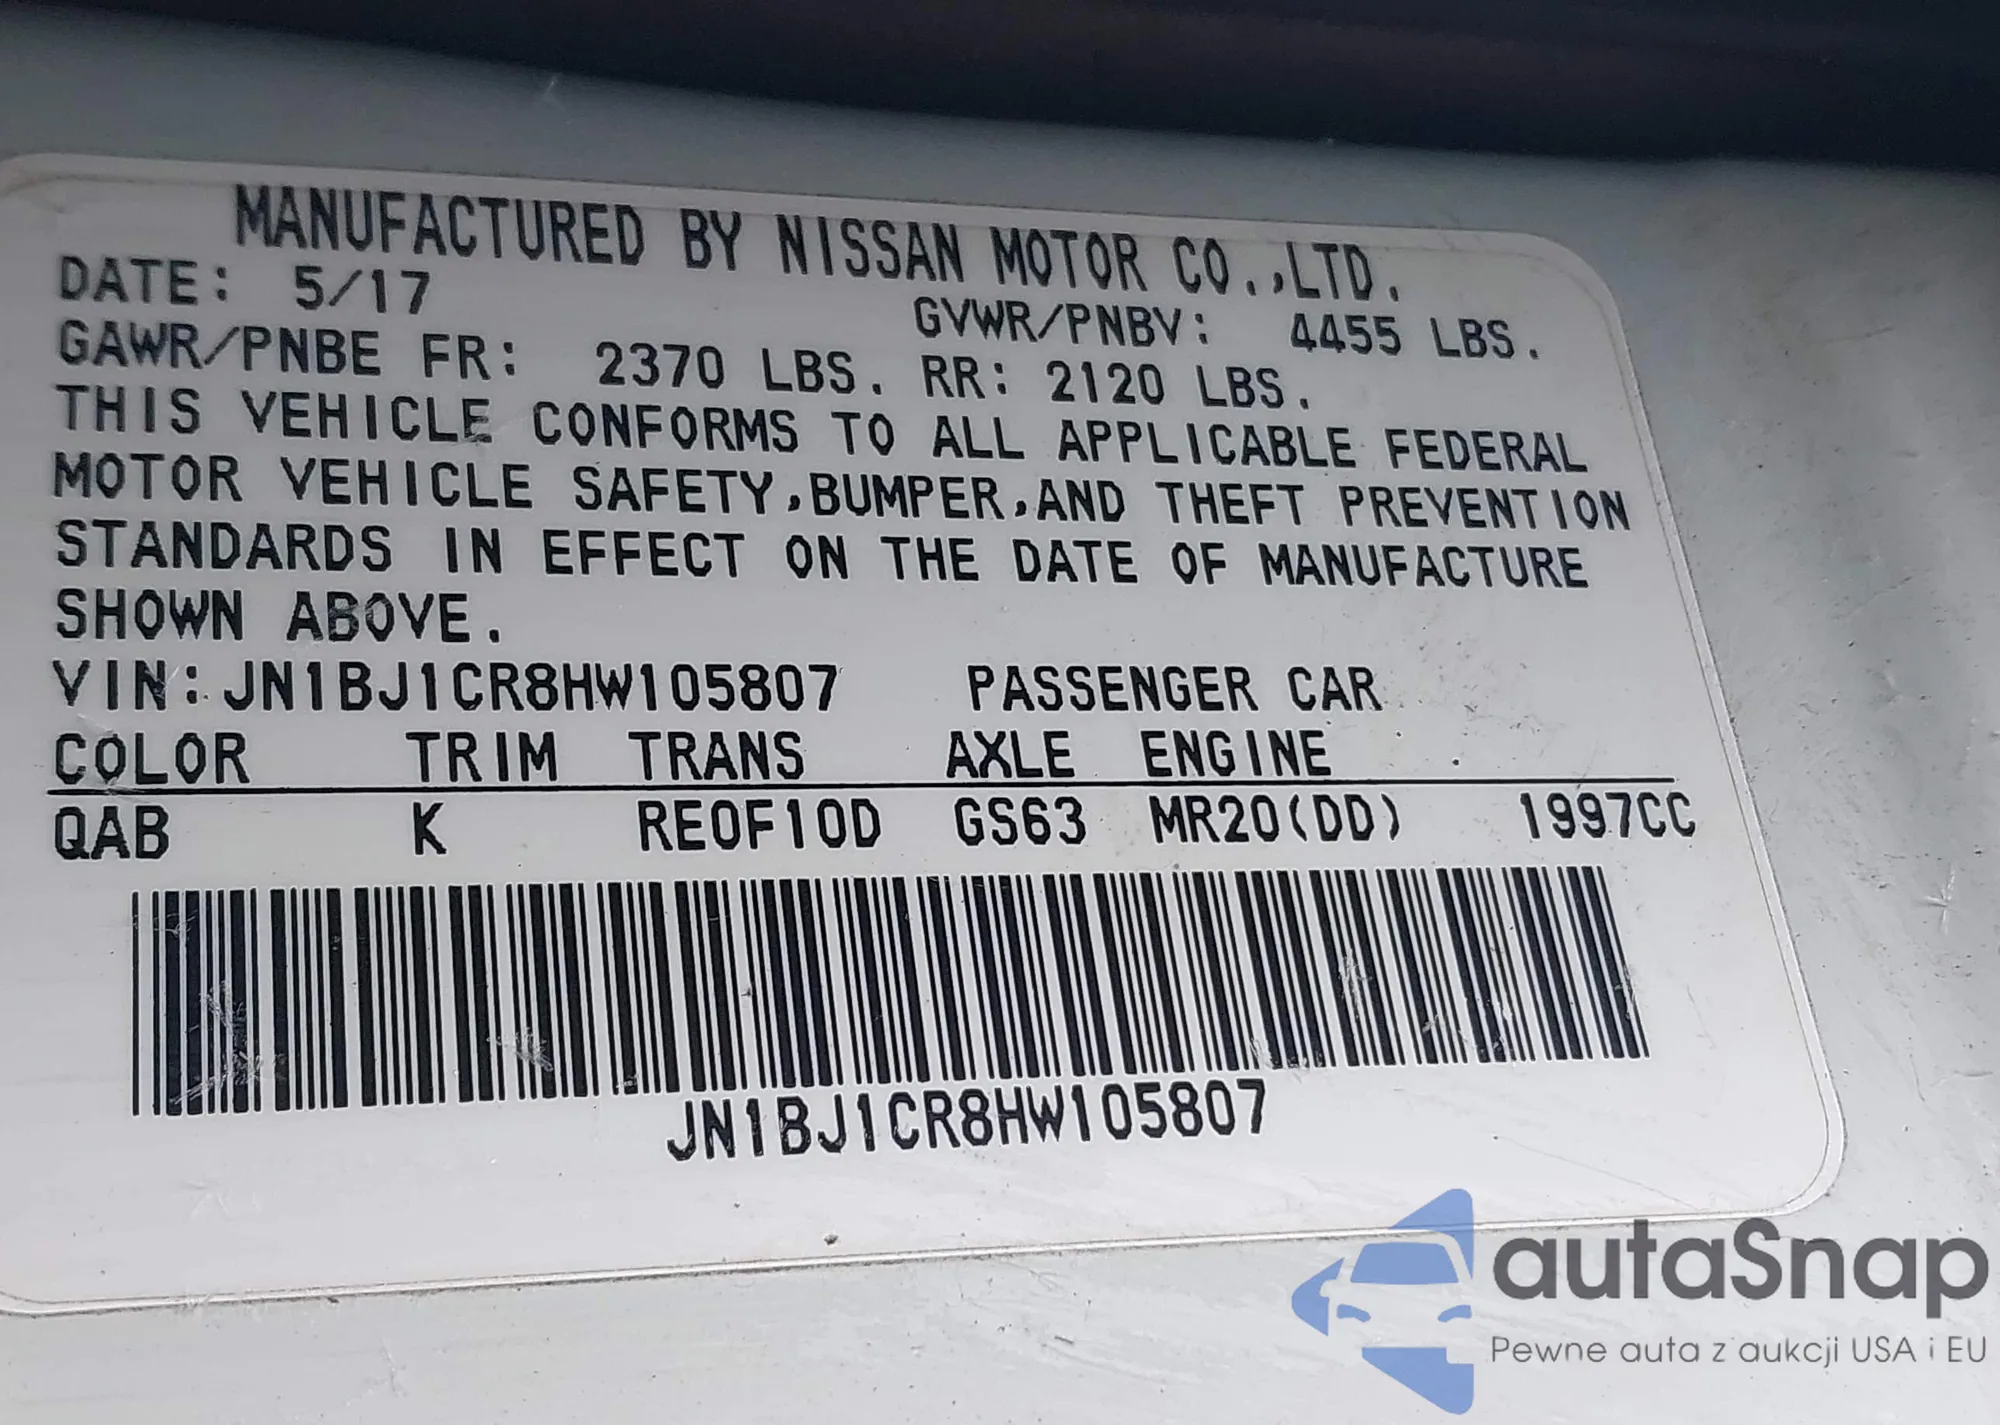 MANUFACTURED BY NISSAN MOTOR CO.,LTD.
DATE: 5/17 GVWR/PNBV: 4455 LBS.
GAWR/PNBE FR: 2370 LBS. RR: 2120 LBS.
THIS VEHICLE CONFORMS TO ALL APPLICABLE FEDERAL
MOTOR VEHICLE SAFETY,BUMPER,AND THEFT PREVENTION
STANDARDS IN EFFECT ON THE DATE OF MANUFACTURE
SHOWN ABOVE.
VIN:JN1BJ1CR8HW105807 PASSENGER CAR
COLOR TRIM TRANS AXLE ENGINE
QAB K RE0F10D GS63 MR20(DD) 1997CC
JN1BJ1CR8HW105807
autaSnap
Pewne auta z aukcji USA i EU